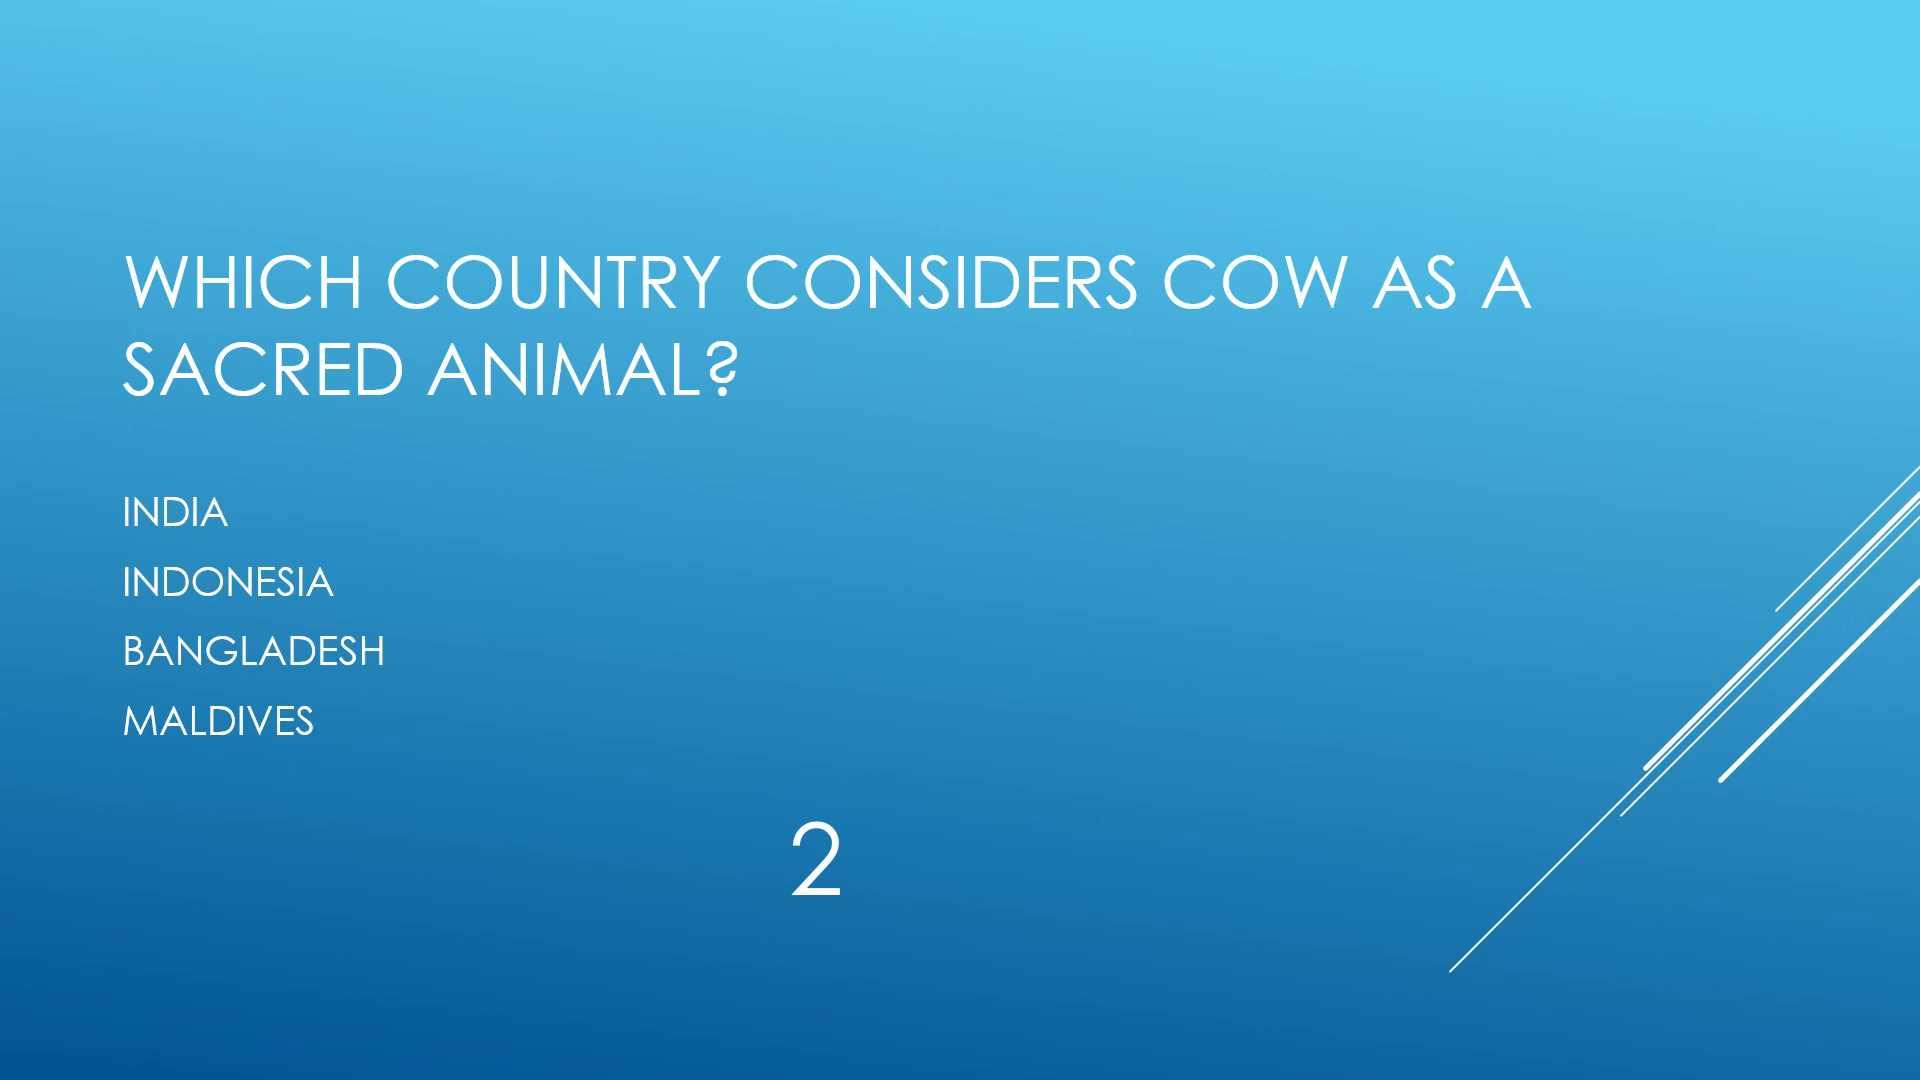 WHICH COUNTRY CONSIDERS COW AS A
SACRED ANIMAL?
INDIA
INDONESIA
BANGLADESH
MALDIVES
2